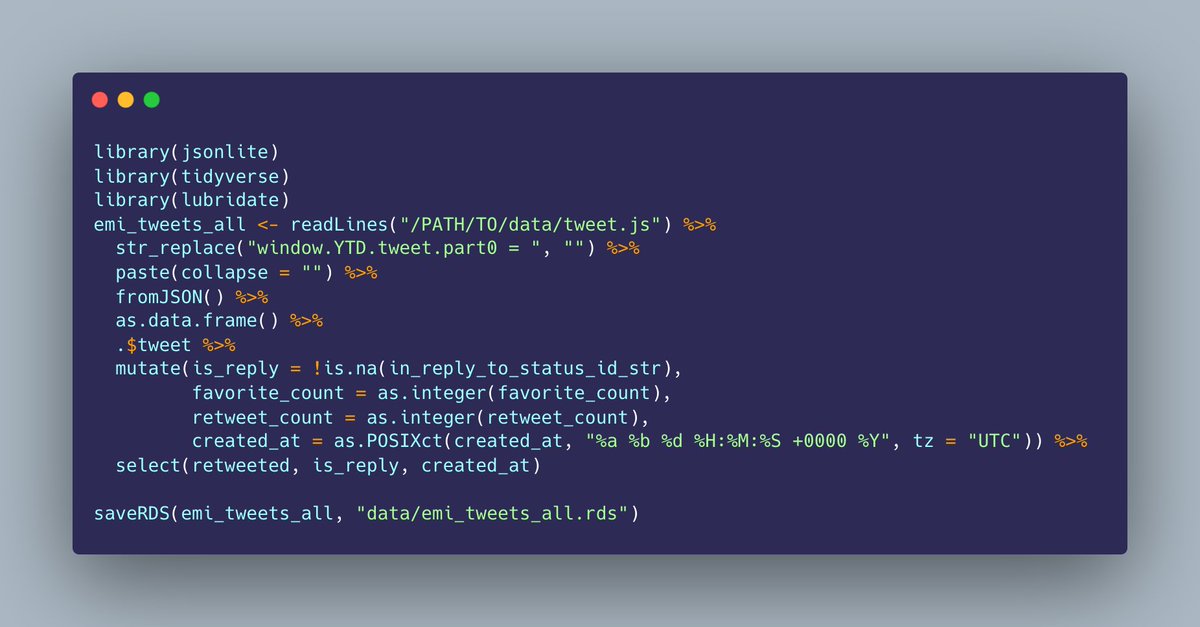 library(jsonlite)
library(tidyverse)
library(lubridate)
emi_tweets_all <- readLines("/PATH/TO/data/tweet.js") %>%
  str_replace("window.YTD.tweet.part0 = ", "") %>%
  paste(collapse = "") %>%
  fromJSON() %>%
  as.data.frame() %>%
  .$tweet %>%
  mutate(is_reply = !is.na(in_reply_to_status_id_str),
         favorite_count = as.integer(favorite_count),
         retweet_count = as.integer(retweet_count),
         created_at = as.POSIXct(created_at, "%a %b %d %H:%M:%S +0000 %Y", tz = "UTC")) %>%
  select(retweeted, is_reply, created_at)

saveRDS(emi_tweets_all, "data/emi_tweets_all.rds")